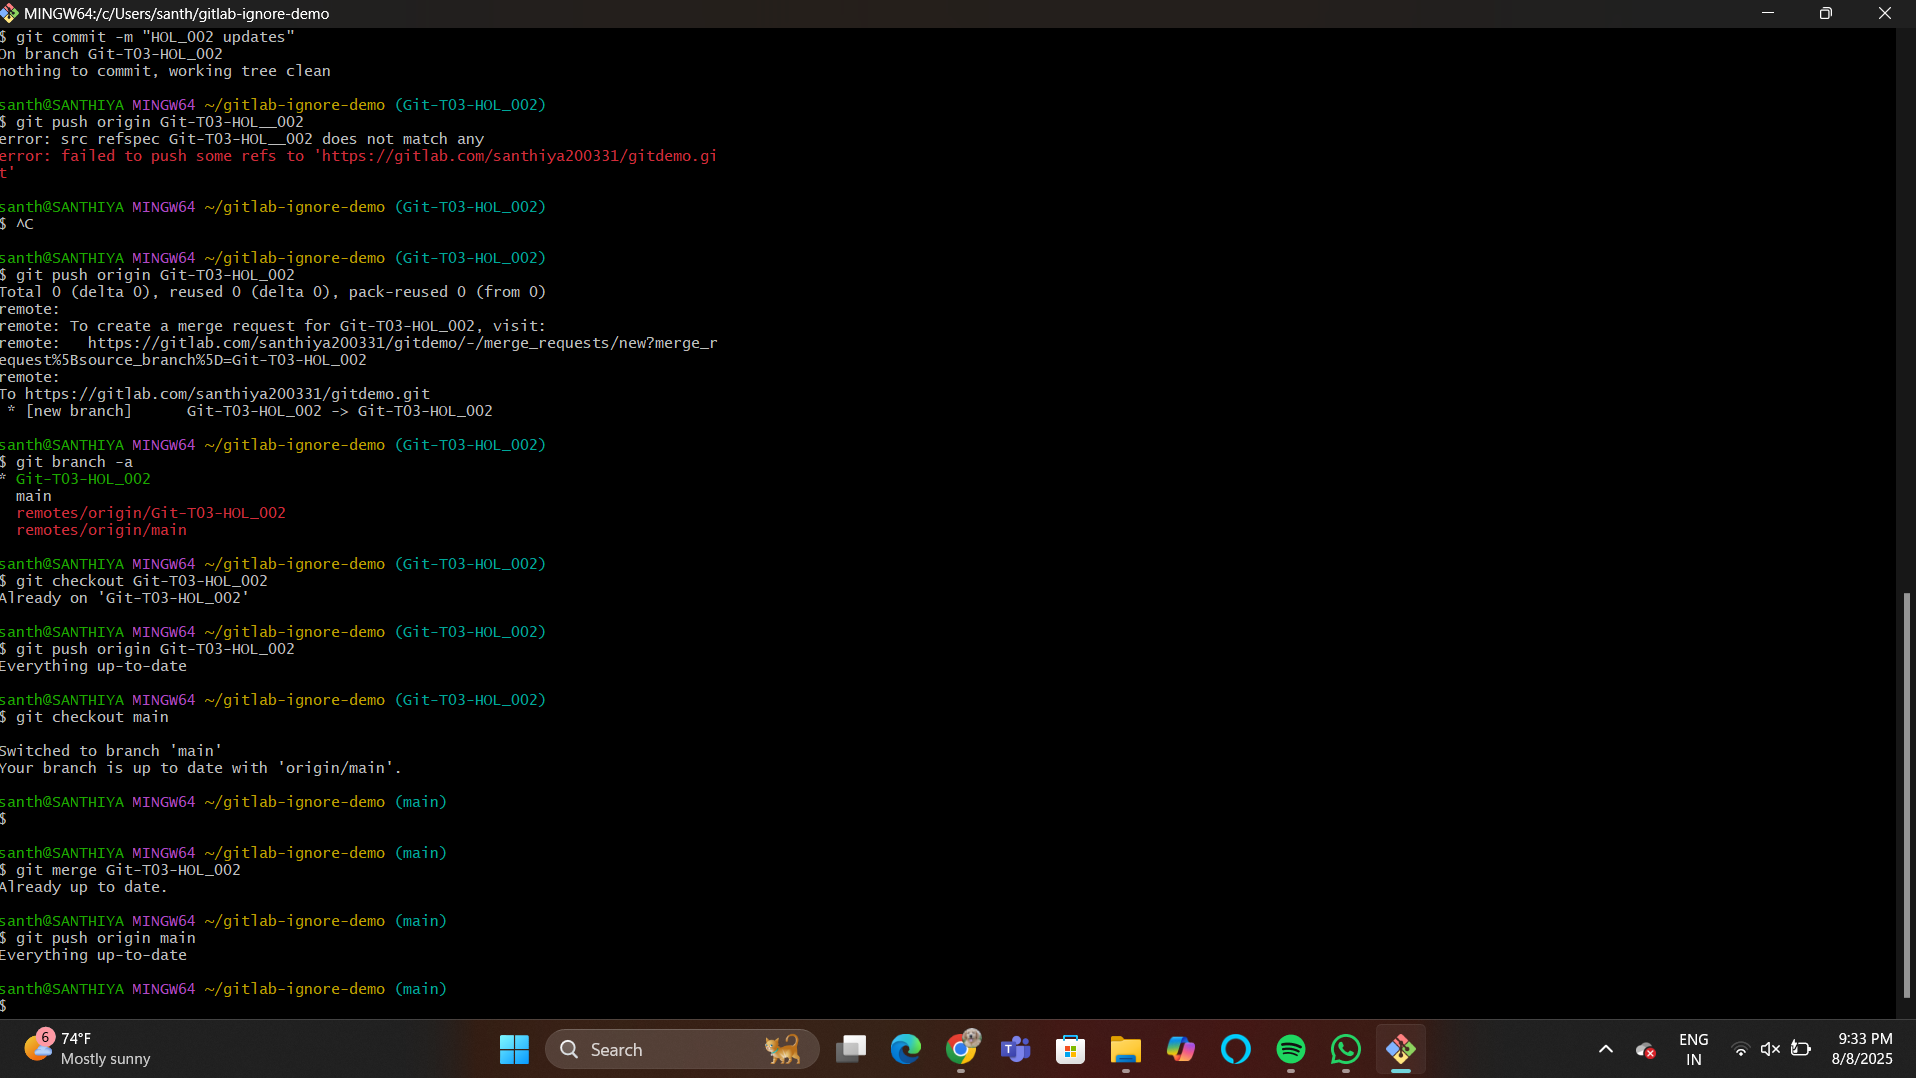 MINGW64:/c/Users/santh/gitlab-ignore-demo
$ git commit -m "HOL_002 updates"
On branch Git-T03-HOL_002
nothing to commit, working tree clean
santh@SANTHIYA MINGW64 ~/gitlab-ignore-demo (Git-T03-HOL_002)
$ git push origin Git-T03-HOL__002
error: src refspec Git-T03-HOL__002 does not match any
error: failed to push some refs to 'https://gitlab.com/santhiya200331/gitdemo.gi
t'
santh@SANTHIYA MINGW64 ~/gitlab-ignore-demo (Git-T03-HOL_002)
$ ^C
santh@SANTHIYA MINGW64 ~/gitlab-ignore-demo (Git-T03-HOL_002)
$ git push origin Git-T03-HOL_002
Total 0 (delta 0), reused 0 (delta 0), pack-reused 0 (from 0)
remote:
remote: To create a merge request for Git-T03-HOL_002, visit:
remote:   https://gitlab.com/santhiya200331/gitdemo/-/merge_requests/new?merge_r
equest%5Bsource_branch%5D=Git-T03-HOL_002
remote:
To https://gitlab.com/santhiya200331/gitdemo.git
 * [new branch]      Git-T03-HOL_002 -> Git-T03-HOL_002
santh@SANTHIYA MINGW64 ~/gitlab-ignore-demo (Git-T03-HOL_002)
$ git branch -a
* Git-T03-HOL_002
  main
  remotes/origin/Git-T03-HOL_002
  remotes/origin/main
santh@SANTHIYA MINGW64 ~/gitlab-ignore-demo (Git-T03-HOL_002)
$ git checkout Git-T03-HOL_002
Already on 'Git-T03-HOL_002'
santh@SANTHIYA MINGW64 ~/gitlab-ignore-demo (Git-T03-HOL_002)
$ git push origin Git-T03-HOL_002
Everything up-to-date
santh@SANTHIYA MINGW64 ~/gitlab-ignore-demo (Git-T03-HOL_002)
$ git checkout main
Switched to branch 'main'
Your branch is up to date with 'origin/main'.
santh@SANTHIYA MINGW64 ~/gitlab-ignore-demo (main)
$
santh@SANTHIYA MINGW64 ~/gitlab-ignore-demo (main)
$ git merge Git-T03-HOL_002
Already up to date.
santh@SANTHIYA MINGW64 ~/gitlab-ignore-demo (main)
$ git push origin main
Everything up-to-date
santh@SANTHIYA MINGW64 ~/gitlab-ignore-demo (main)
$
6
74°F
Mostly sunny
Search
ENG
IN
9:33 PM
8/8/2025